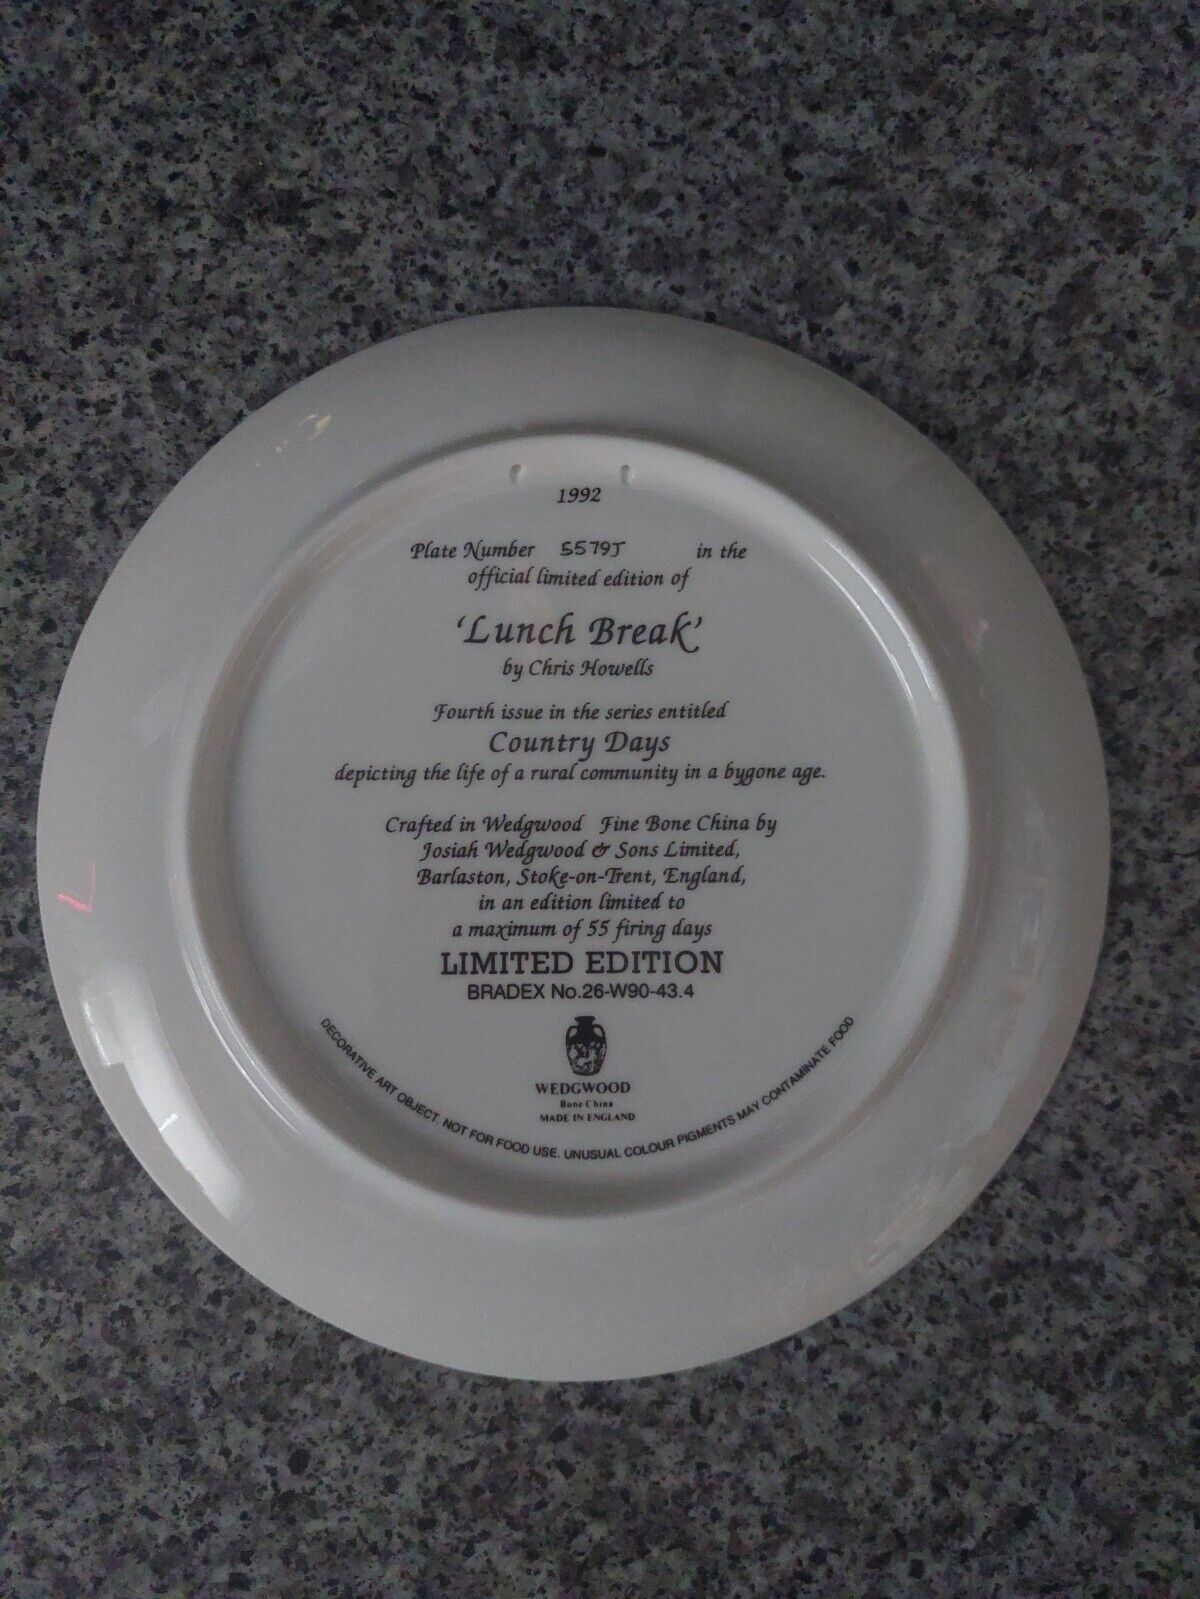 1992
Plate Number 5579J in the
official limited edition of
‘Lunch Break’
by Chris Howells
Fourth issue in the series entitled
Country Days
depicting the life of a rural community in a bygone age.
Crafted in Wedgwood Fine Bone China by
Josiah Wedgwood & Sons Limited,
Barlaston, Stoke-on-Trent, England,
in an edition limited to
a maximum of 55 firing days
LIMITED EDITION
BRADEX No.26-W90-43.4
WEDGWOOD
Bone China
MADE IN ENGLAND
DECORATIVE ART OBJECT. NOT FOR FOOD USE. UNUSUAL COLOUR PIGMENTS MAY CONTAMINATE FOOD